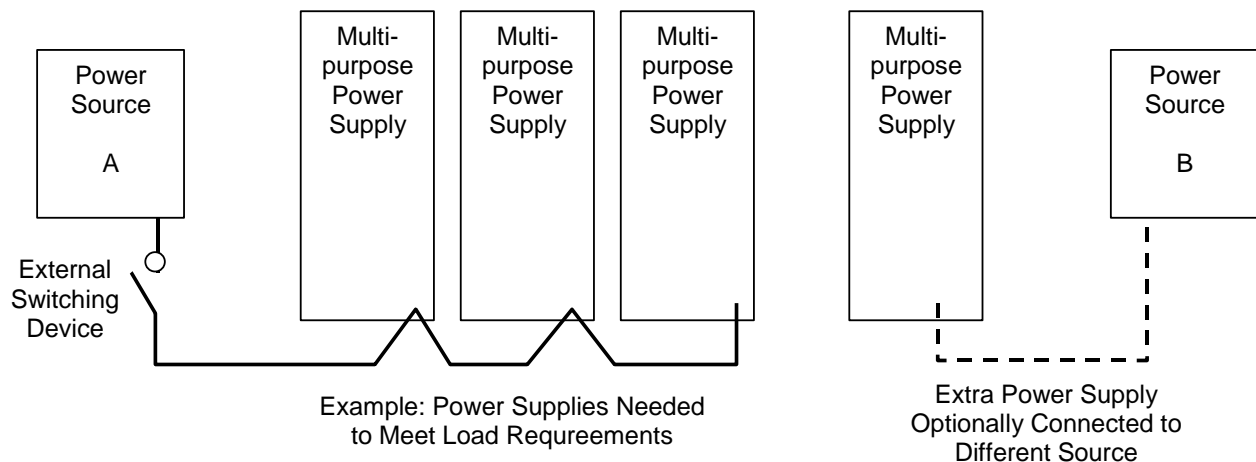 Power
Source
A
Multi-
purpose
Power
Supply
Multi-
purpose
Power
Supply
Multi-
purpose
Power
Supply
Multi-
purpose
Power
Supply
Power
Source
B
External
Switching
Device
Example: Power Supplies Needed
to Meet Load Requreements
Extra Power Supply
Optionally Connected to
Different Source